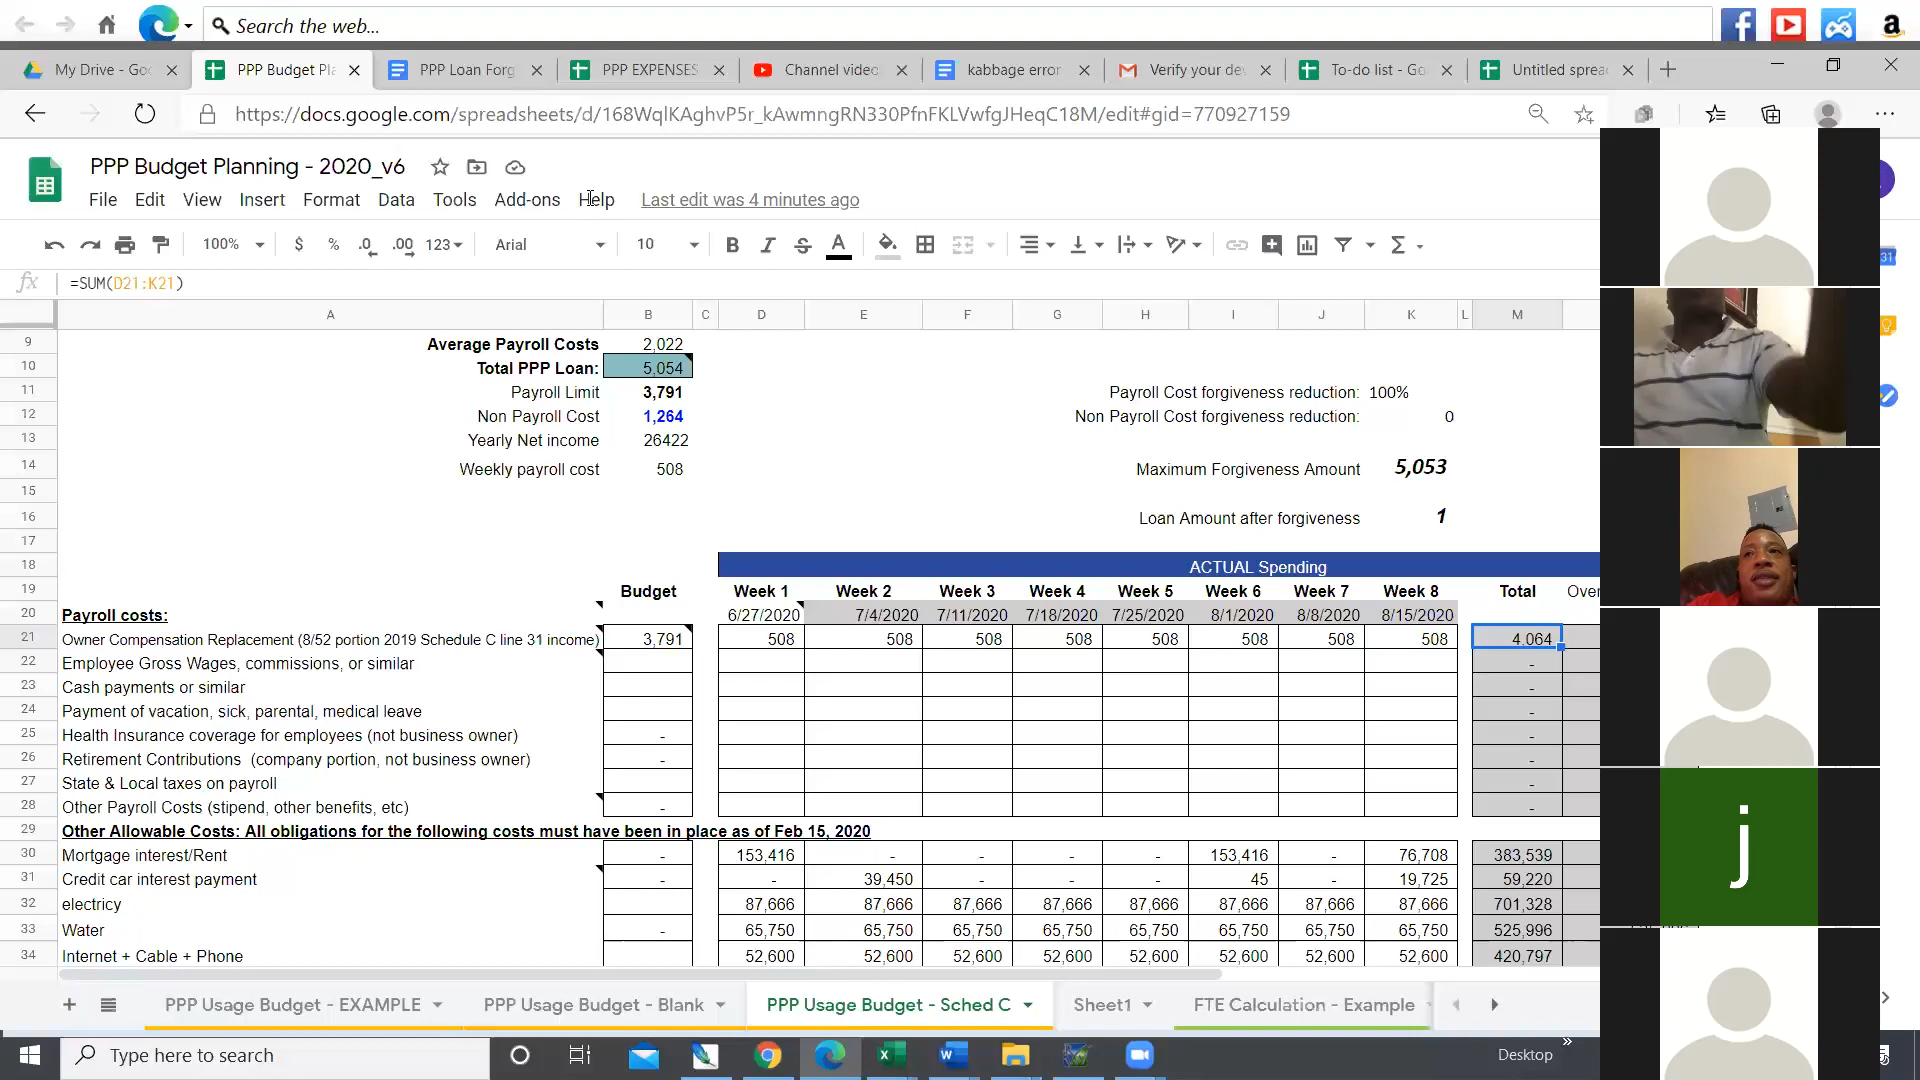 Search the web...
My Drive - Goo
PPP Budget Pla
PPP Loan Forg
PPP EXPENSES
Channel video
kabbage error
Verify your dev
To-do list - Go
Untitled sprea
https://docs.google.com/spreadsheets/d/168WqlKAghvP5r_kAwmngRN330PfnFKLVwfgJHeqC18M/edit#gid=770927159
PPP Budget Planning - 2020_v6
File Edit View Insert Format Data Tools Add-ons Help Last edit was 4 minutes ago
100% $ % .0 .00 123 Arial 10 B I S A Σ
31
fx =SUM(D21:K21)
A B C D E F G H I J K L M
9 Average Payroll Costs 2,022
10 Total PPP Loan: 5,054
11 Payroll Limit 3,791 Payroll Cost forgiveness reduction: 100%
12 Non Payroll Cost 1,264 Non Payroll Cost forgiveness reduction: 0
13 Yearly Net income 26422
14 Weekly payroll cost 508 Maximum Forgiveness Amount 5,053
15
16 Loan Amount after forgiveness 1
17
18 ACTUAL Spending
19 Budget Week 1 Week 2 Week 3 Week 4 Week 5 Week 6 Week 7 Week 8 Total Over
20 Payroll costs: 6/27/2020 7/4/2020 7/11/2020 7/18/2020 7/25/2020 8/1/2020 8/8/2020 8/15/2020
21 Owner Compensation Replacement (8/52 portion 2019 Schedule C line 31 income) 3,791 508 508 508 508 508 508 508 508 4,064
22 Employee Gross Wages, commissions, or similar -
23 Cash payments or similar -
24 Payment of vacation, sick, parental, medical leave -
25 Health Insurance coverage for employees (not business owner) - -
26 Retirement Contributions (company portion, not business owner) - -
27 State & Local taxes on payroll -
28 Other Payroll Costs (stipend, other benefits, etc) - -
29 Other Allowable Costs: All obligations for the following costs must have been in place as of Feb 15, 2020
30 Mortgage interest/Rent - 153,416 - - - - 153,416 - 76,708 383,539
31 Credit car interest payment - - 39,450 - - - 45 - 19,725 59,220
32 electricy 87,666 87,666 87,666 87,666 87,666 87,666 87,666 87,666 701,328
33 Water - 65,750 65,750 65,750 65,750 65,750 65,750 65,750 65,750 525,996
34 Internet + Cable + Phone 52,600 52,600 52,600 52,600 52,600 52,600 52,600 52,600 420,797
j
PPP Usage Budget - EXAMPLE PPP Usage Budget - Blank PPP Usage Budget - Sched C Sheet1 FTE Calculation - Example
Type here to search
Desktop